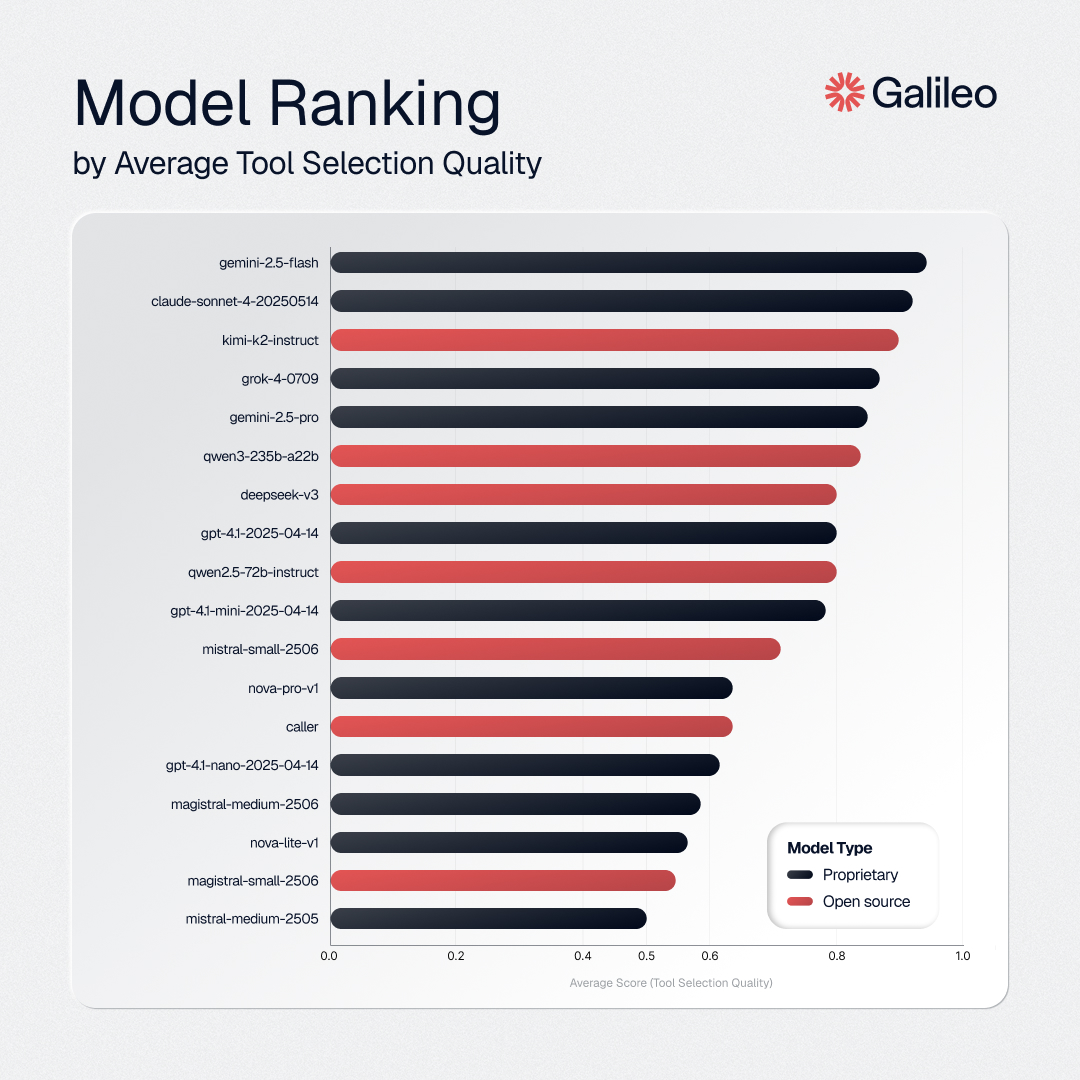 Model Ranking
Galileo
by Average Tool Selection Quality
gemini-2.5-flash
claude-sonnet-4-20250514
kimi-k2-instruct
grok-4-0709
gemini-2.5-pro
qwen3-235b-a22b
deepseek-v3
gpt-4.1-2025-04-14
qwen2.5-72b-instruct
gpt-4.1-mini-2025-04-14
mistral-small-2506
nova-pro-v1
caller
gpt-4.1-nano-2025-04-14
magistral-medium-2506
nova-lite-v1
magistral-small-2506
mistral-medium-2505
Model Type
Proprietary
Open source
0.0 0.2 0.4 0.5 0.6 0.8 1.0
Average Score (Tool Selection Quality)